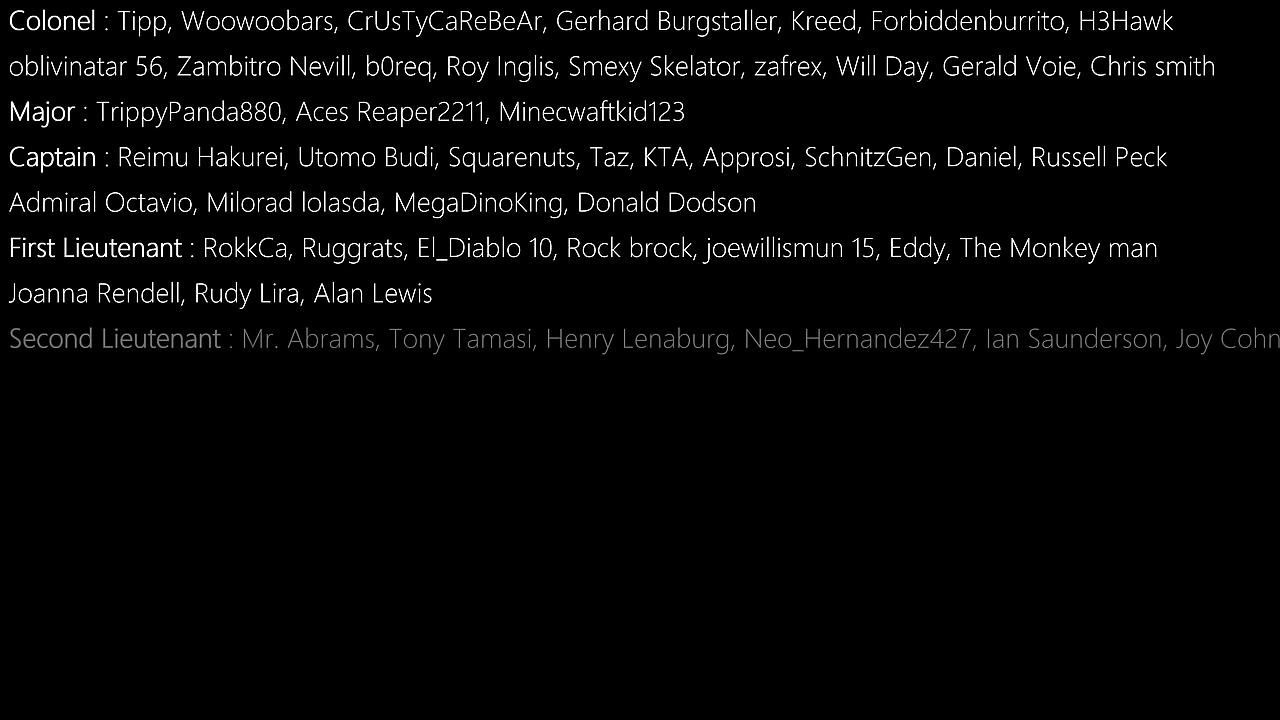 Colonel : Tipp, Woowoobars, CrUsTyCaReBeAr, Gerhard Burgstaller, Kreed, Forbiddenburrito, H3Hawk
oblivinatar 56, Zambitro Nevill, b0req, Roy Inglis, Smexy Skelator, zafrex, Will Day, Gerald Voie, Chris smith
Major : TrippyPanda880, Aces Reaper2211, Minecwaftkid123
Captain : Reimu Hakurei, Utomo Budi, Squarenuts, Taz, KTA, Approsi, SchnitzGen, Daniel, Russell Peck
Admiral Octavio, Milorad lolasda, MegaDinoKing, Donald Dodson
First Lieutenant : RokkCa, Ruggrats, El_Diablo 10, Rock brock, joewillismun 15, Eddy, The Monkey man
Joanna Rendell, Rudy Lira, Alan Lewis
Second Lieutenant : Mr. Abrams, Tony Tamasi, Henry Lenaburg, Neo_Hernandez427, Ian Saunderson, Joy Cohn